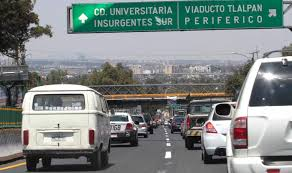 CD. UNIVERSITARIA
INSURGENTES SUR
VIADUCTO TLALPAN
PERIFERICO